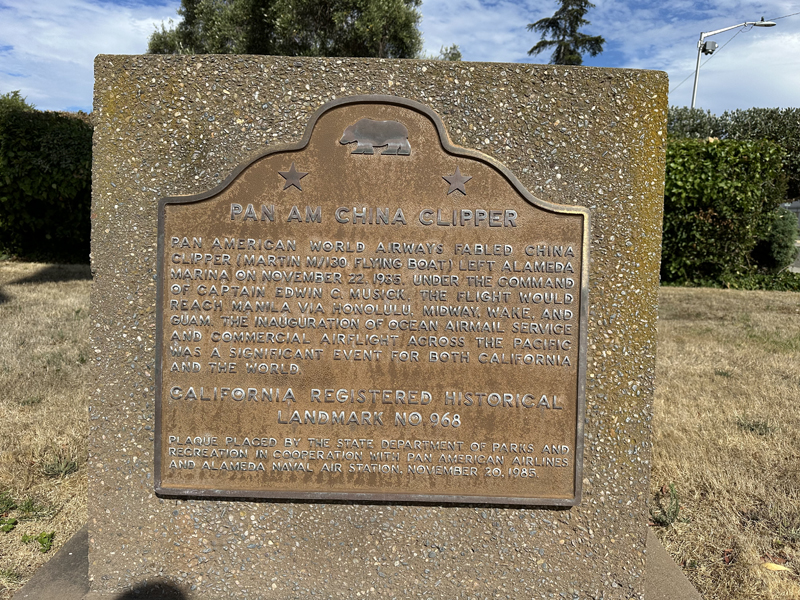 PAN AM CHINA CLIPPER
PAN AMERICAN WORLD AIRWAYS FABLED CHINA
CLIPPER (MARTIN M/130 FLYING BOAT) LEFT ALAMEDA
MARINA ON NOVEMBER 22, 1935. UNDER THE COMMAND
OF CAPTAIN EDWIN C. MUSICK, THE FLIGHT WOULD
REACH MANILA VIA HONOLULU, MIDWAY, WAKE, AND
GUAM. THE INAUGURATION OF OCEAN AIRMAIL SERVICE
AND COMMERCIAL AIRFLIGHT ACROSS THE PACIFIC
WAS A SIGNIFICANT EVENT FOR BOTH CALIFORNIA
AND THE WORLD.
CALIFORNIA REGISTERED HISTORICAL
LANDMARK NO. 968
PLAQUE PLACED BY THE STATE DEPARTMENT OF PARKS AND
RECREATION IN COOPERATION WITH PAN AMERICAN AIRLINES
AND ALAMEDA NAVAL AIR STATION, NOVEMBER 20, 1985.